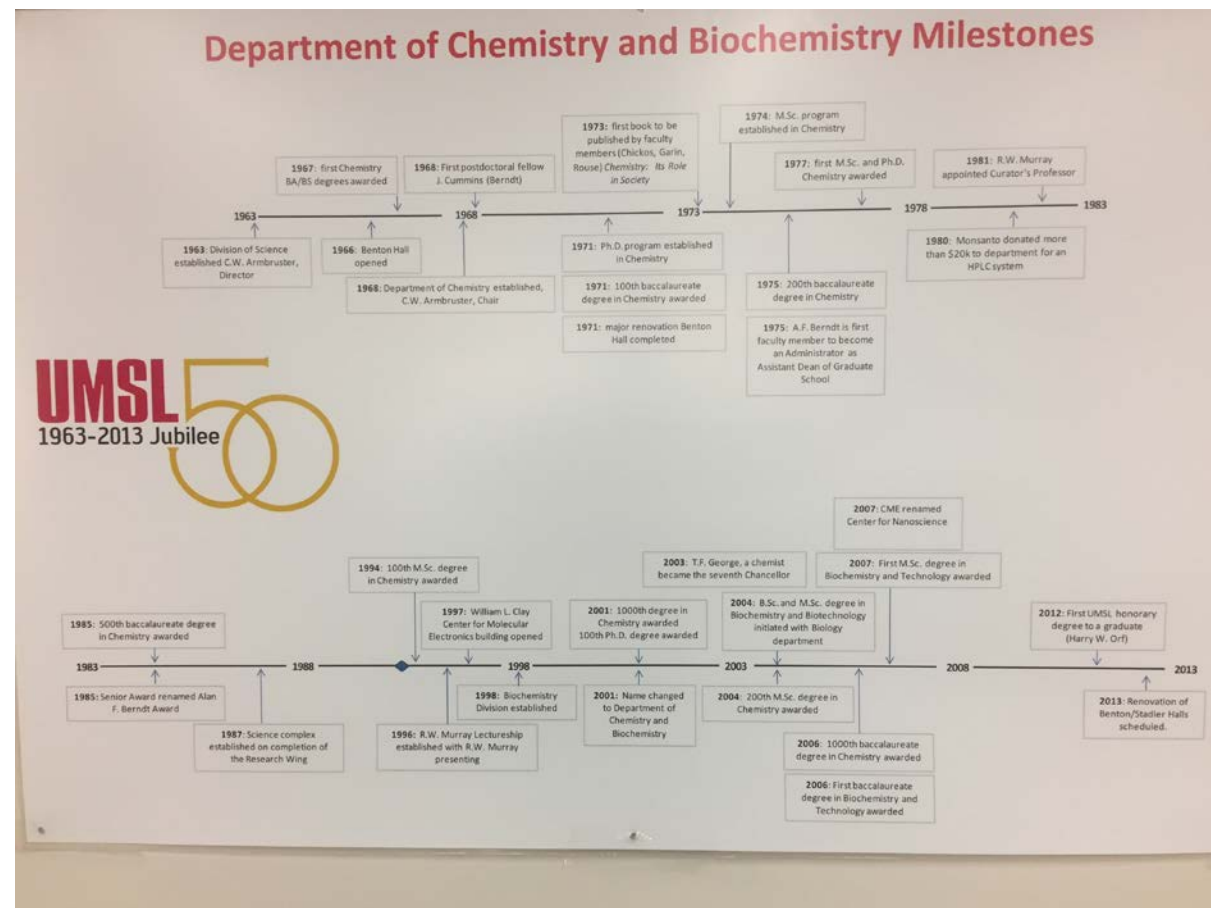 Department of Chemistry and Biochemistry Milestones
1973: first book to be
published by faculty
members (Chickos, Garin,
Rouse) Chemistry: Its Role
in Society
1974: M.Sc. program
established in Chemistry
1967: first Chemistry
BA/BS degrees awarded
1968: First postdoctoral fellow
J. Cummins (Berndt)
1977: first M.Sc. and Ph.D.
Chemistry awarded
1981: R.W. Murray
appointed Curator's Professor
1963
1968
1973
1978
1983
1963: Division of Science
established C.W. Armbruster,
Director
1966: Benton Hall
opened
1968: Department of Chemistry established,
C.W. Armbruster, Chair
1971: Ph.D. program established
in Chemistry
1971: 100th baccalaureate
degree in Chemistry awarded
1971: major renovation Benton
Hall completed
1975: 200th baccalaureate
degree in Chemistry
1975: A.F. Berndt is first
faculty member to become
an Administrator as
Assistant Dean of Graduate
School
1980: Monsanto donated more
than $20k to department for an
HPLC system
UMSL 50
1963-2013 Jubilee
2007: CME renamed
Center for Nanoscience
1994: 100th M.Sc. degree
in Chemistry awarded
2003: T.F. George, a chemist
became the seventh Chancellor
2007: First M.Sc. degree in
Biochemistry and Technology awarded
1985: 500th baccalaureate degree
in Chemistry awarded
1997: William L. Clay
Center for Molecular
Electronics building opened
2001: 1000th degree in
Chemistry awarded
100th Ph.D. degree awarded
2004: B.Sc. and M.Sc. degree in
Biochemistry and Biotechnology
initiated with Biology
department
2012: First UMSL honorary
degree to a graduate
(Harry W. Orf)
1983
1988
1998
2003
2008
2013
1985: Senior Award renamed Alan
F. Berndt Award
1987: Science complex
established on completion of
the Research Wing
1996: R.W. Murray Lectureship
established with R.W. Murray
presenting
1998: Biochemistry
Division established
2001: Name changed
to Department of
Chemistry and
Biochemistry
2004: 200th M.Sc. degree in
Chemistry awarded
2006: 1000th baccalaureate
degree in Chemistry awarded
2006: First baccalaureate
degree in Biochemistry and
Technology awarded
2013: Renovation of
Benton/Stadler Halls
scheduled.